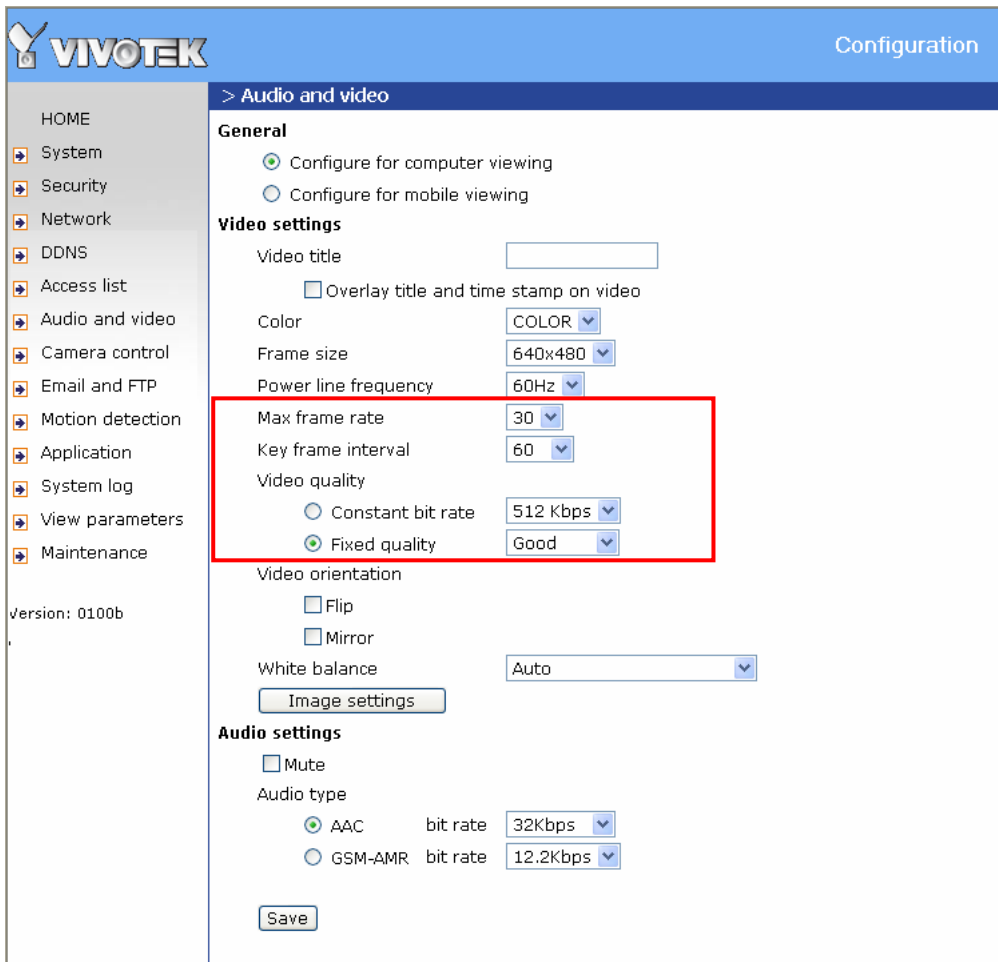 VIVOTEK
Configuration
HOME
System
Security
Network
DDNS
Access list
Audio and video
Camera control
Email and FTP
Motion detection
Application
System log
View parameters
Maintenance
Version: 0100b
> Audio and video
General
Configure for computer viewing
Configure for mobile viewing
Video settings
Video title
Overlay title and time stamp on video
Color COLOR
Frame size 640x480
Power line frequency 60Hz
Max frame rate 30
Key frame interval 60
Video quality
Constant bit rate 512 Kbps
Fixed quality Good
Video orientation
Flip
Mirror
White balance Auto
Image settings
Audio settings
Mute
Audio type
AAC bit rate 32Kbps
GSM-AMR bit rate 12.2Kbps
Save